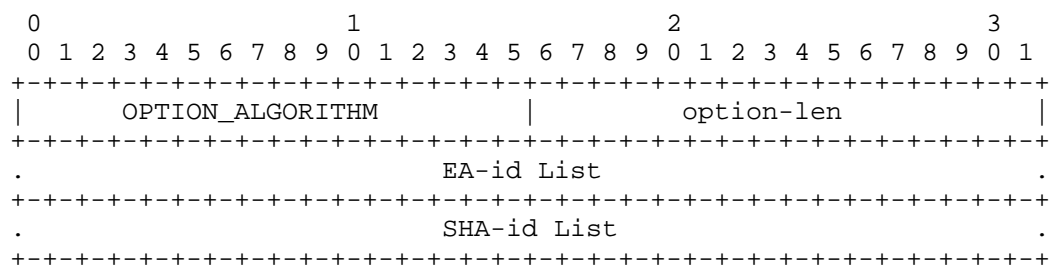 0                   1                   2                   3
 0 1 2 3 4 5 6 7 8 9 0 1 2 3 4 5 6 7 8 9 0 1 2 3 4 5 6 7 8 9 0 1
+-+-+-+-+-+-+-+-+-+-+-+-+-+-+-+-+-+-+-+-+-+-+-+-+-+-+-+-+-+-+-+-+
|      OPTION_ALGORITHM         |         option-len            |
+-+-+-+-+-+-+-+-+-+-+-+-+-+-+-+-+-+-+-+-+-+-+-+-+-+-+-+-+-+-+-+-+
.                          EA-id List                           .
+-+-+-+-+-+-+-+-+-+-+-+-+-+-+-+-+-+-+-+-+-+-+-+-+-+-+-+-+-+-+-+-+
.                          SHA-id List                          .
+-+-+-+-+-+-+-+-+-+-+-+-+-+-+-+-+-+-+-+-+-+-+-+-+-+-+-+-+-+-+-+-+